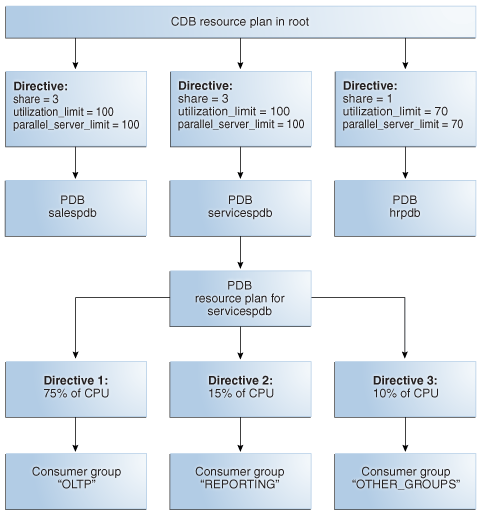 CDB resource plan in root
Directive:
share = 3
utilization_limit = 100
parallel_server_limit = 100
Directive:
share = 3
utilization_limit = 100
parallel_server_limit = 100
Directive:
share = 1
utilization_limit = 70
parallel_server_limit = 70
PDB
salespdb
PDB
servicespdb
PDB
hrpdb
PDB
resource plan for
servicespdb
Directive 1:
75% of CPU
Directive 2:
15% of CPU
Directive 3:
10% of CPU
Consumer group
“OLTP”
Consumer group
“REPORTING”
Consumer group
“OTHER_GROUPS”